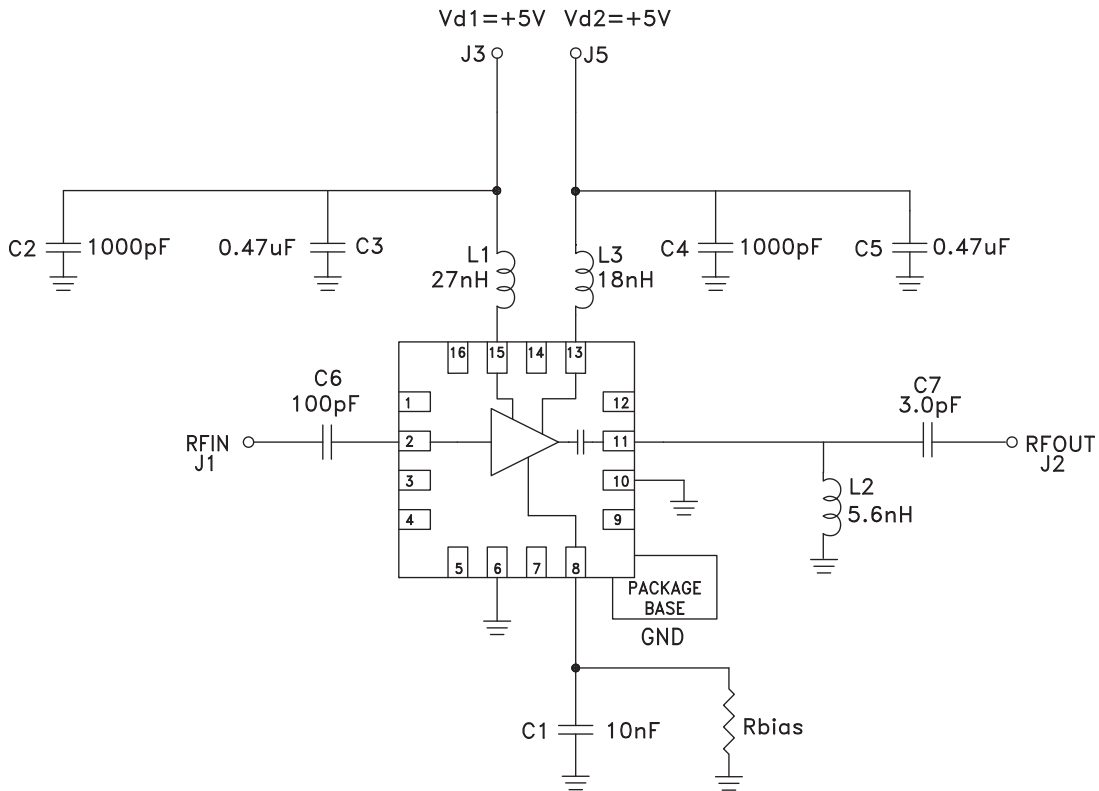 Vd1=+5V Vd2=+5V
J3 J5
C2 1000pF 0.47uF C3
L1
27nH
L3
18nH
C4 1000pF C5 0.47uF
16 15 14 13
C6
100pF
1 12
C7
3.0pF
RFIN
J1
2 11
RFOUT
J2
3 10
L2
5.6nH
4 9
5 6 7 8
PACKAGE
BASE
GND
C1 10nF Rbias